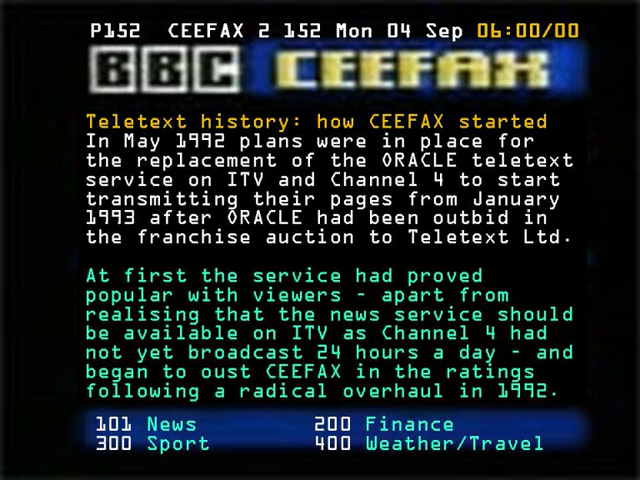 P152 CEEFAX 2 152 Mon 04 Sep 06:00/00
BBC CEEFAX
Teletext history: how CEEFAX started
In May 1992 plans were in place for
the replacement of the ORACLE teletext
service on ITV and Channel 4 to start
transmitting their pages from January
1993 after ORACLE had been outbid in
the franchise auction to Teletext Ltd.
At first the service had proved
popular with viewers - apart from
realising that the news service should
be available on ITV as Channel 4 had
not yet broadcast 24 hours a day - and
began to oust CEEFAX in the ratings
following a radical overhaul in 1992.
101 News 200 Finance
300 Sport 400 Weather/Travel